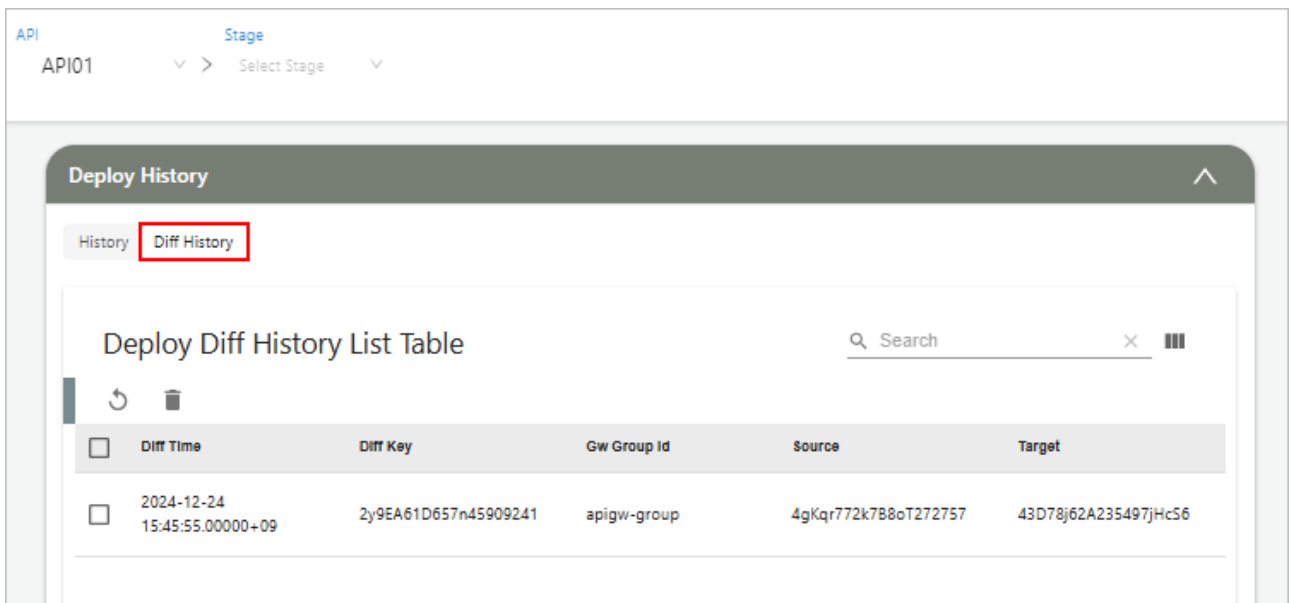 API Stage
API01 > Select Stage
Deploy History
History Diff History
Deploy Diff History List Table
Search
Diff Time Diff Key Gw Group Id Source Target
2024-12-24
15:45:55.00000+09 2y9EA61D657n45909241 apigw-group 4gKqr772k7B8oT272757 43D78j62A235497jHcS6